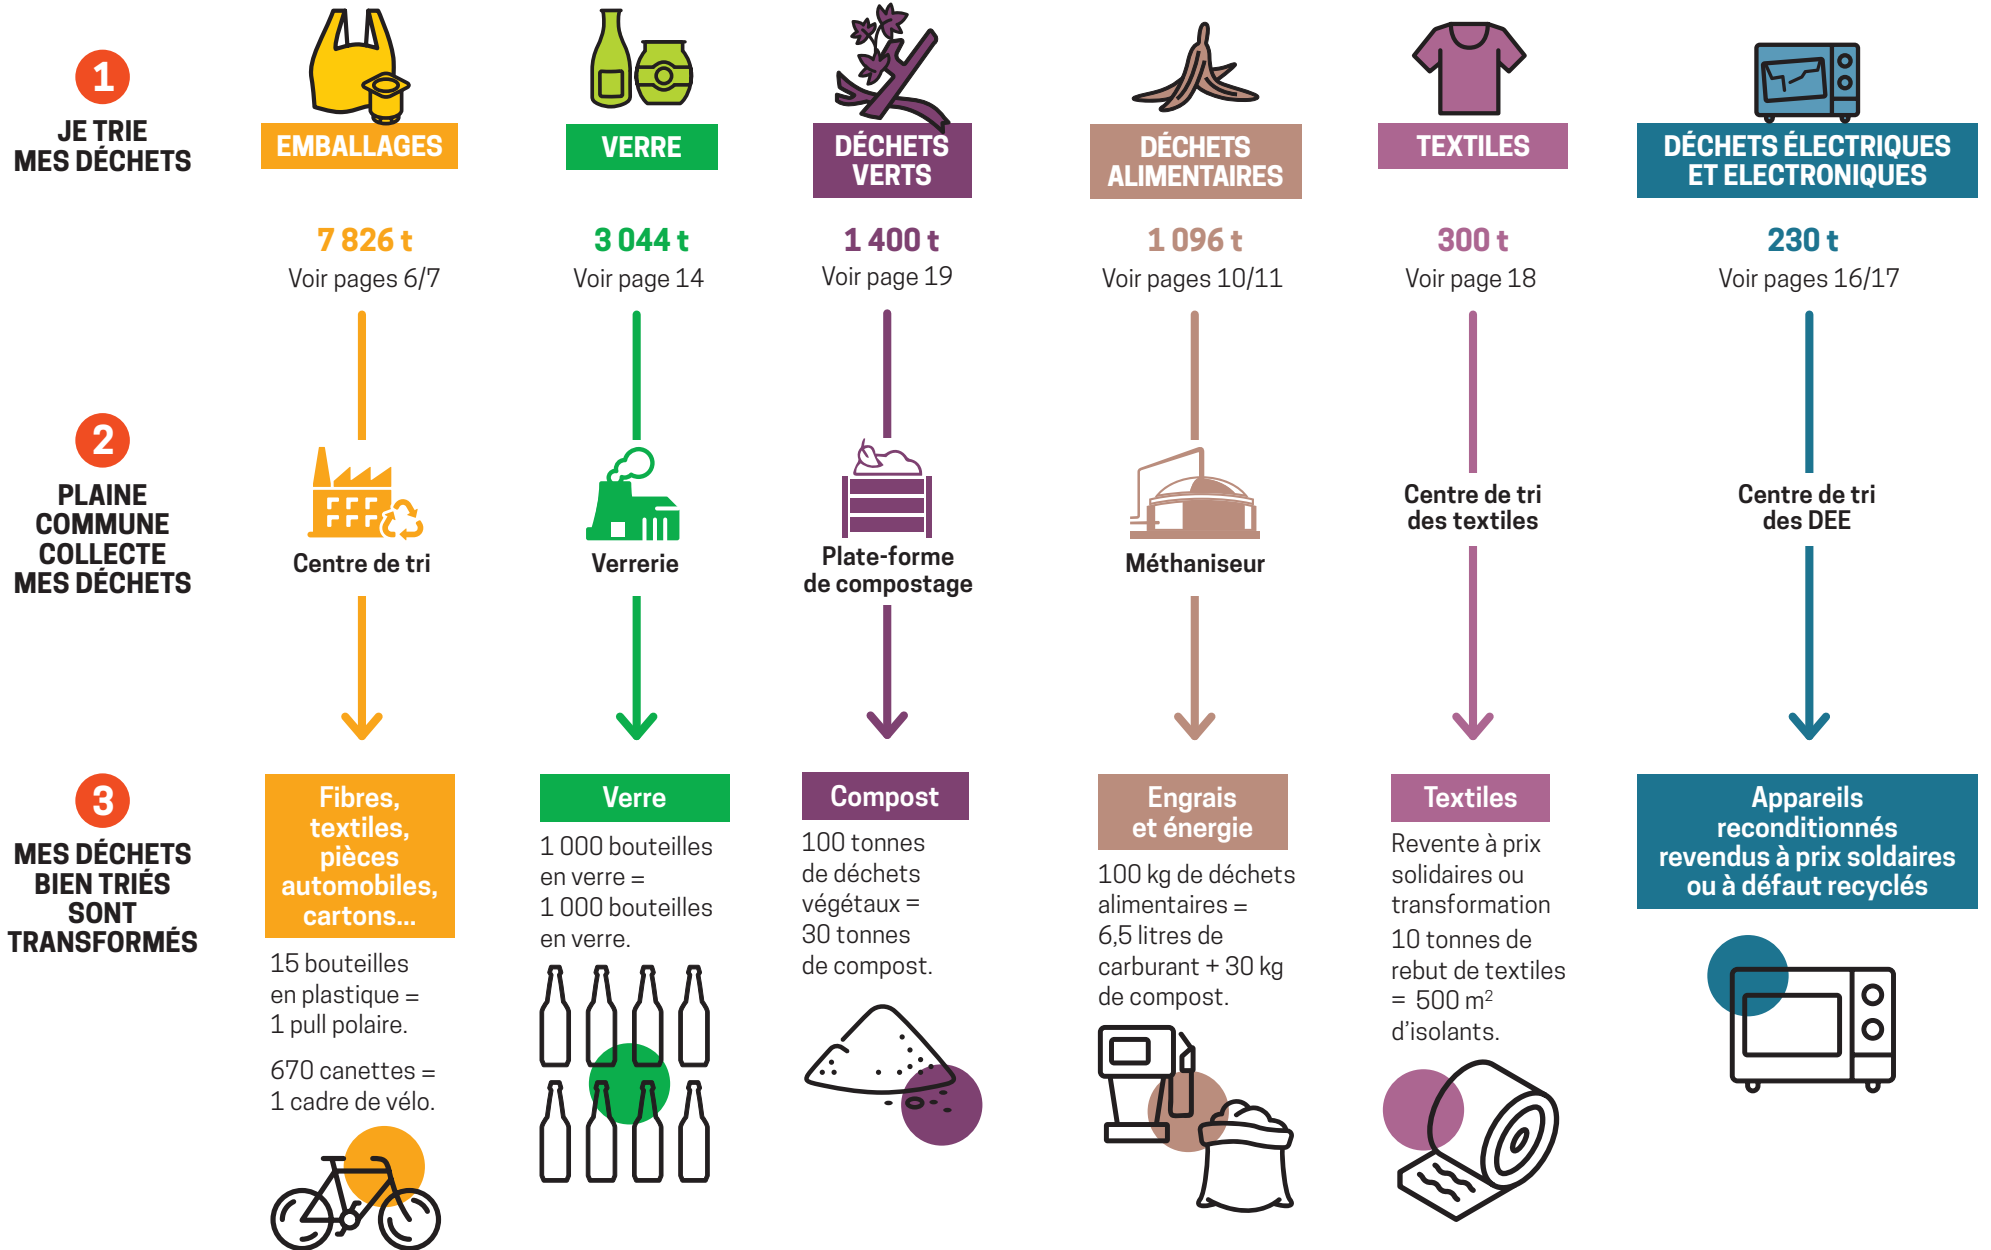 1
JE TRIE
MES DÉCHETS
EMBALLAGES
7 826 t
Voir pages 6/7
VERRE
3 044 t
Voir page 14
DÉCHETS
VERTS
1 400 t
Voir page 19
DÉCHETS
ALIMENTAIRES
1 096 t
Voir pages 10/11
TEXTILES
300 t
Voir page 18
DÉCHETS ÉLECTRIQUES
ET ELECTRONIQUES
230 t
Voir pages 16/17
2
PLAINE
COMMUNE
COLLECTE
MES DÉCHETS
Centre de tri
Verrerie
Plate-forme
de compostage
Méthaniseur
Centre de tri
des textiles
Centre de tri
des DEE
3
MES DÉCHETS
BIEN TRIÉS
SONT
TRANSFORMÉS
Fibres,
textiles,
pièces
automobiles,
cartons...
15 bouteilles
en plastique =
1 pull polaire.
670 canettes =
1 cadre de vélo.
Verre
1 000 bouteilles
en verre =
1 000 bouteilles
en verre.
Compost
100 tonnes
de déchets
végétaux =
30 tonnes
de compost.
Engrais
et énergie
100 kg de déchets
alimentaires =
6,5 litres de
carburant + 30 kg
de compost.
Textiles
Revente à prix
solidaires ou
transformation
10 tonnes de
rebut de textiles
= 500 m²
d'isolants.
Appareils
reconditionnés
revendus à prix soldaires
ou à défaut recyclés